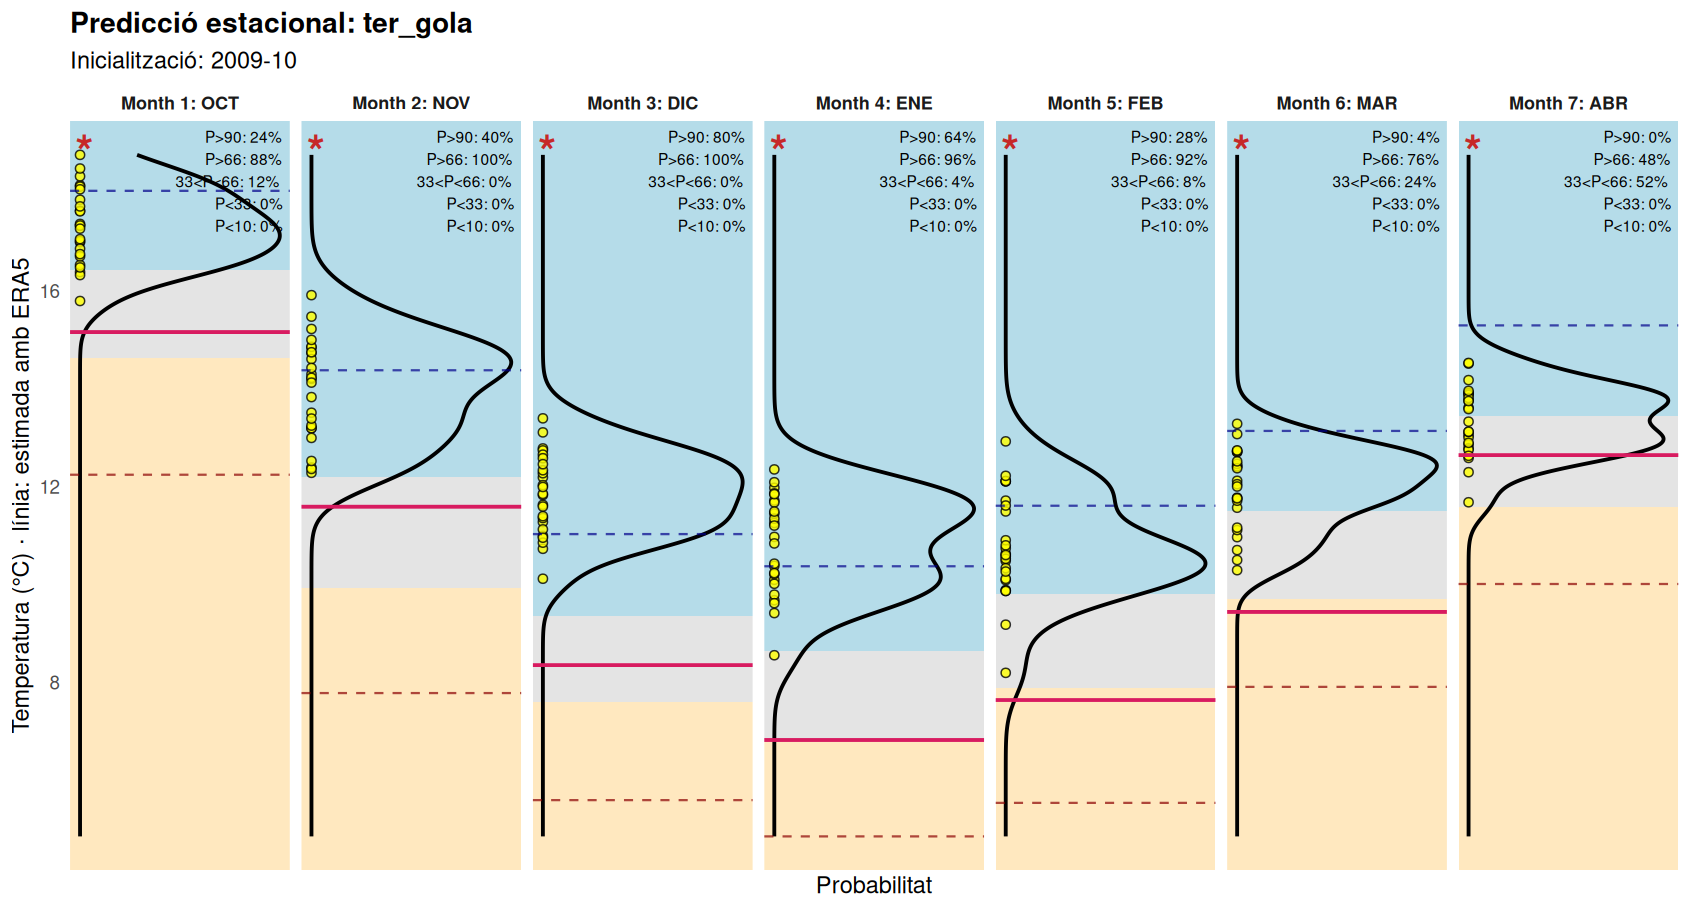 Predicció estacional: ter_gola
Inicialització: 2009-10
Month 1: OCT
Month 2: NOV
Month 3: DIC
Month 4: ENE
Month 5: FEB
Month 6: MAR
Month 7: ABR
*
P>90: 24%
P>66: 88%
33<P<66: 12%
P<33: 0%
P<10: 0%
*
P>90: 40%
P>66: 100%
33<P<66: 0%
P<33: 0%
P<10: 0%
*
P>90: 80%
P>66: 100%
33<P<66: 0%
P<33: 0%
P<10: 0%
*
P>90: 64%
P>66: 96%
33<P<66: 4%
P<33: 0%
P<10: 0%
*
P>90: 28%
P>66: 92%
33<P<66: 8%
P<33: 0%
P<10: 0%
*
P>90: 4%
P>66: 76%
33<P<66: 24%
P<33: 0%
P<10: 0%
*
P>90: 0%
P>66: 48%
33<P<66: 52%
P<33: 0%
P<10: 0%
Temperatura (°C) · línia: estimada amb ERA5
16
12
8
Probabilitat